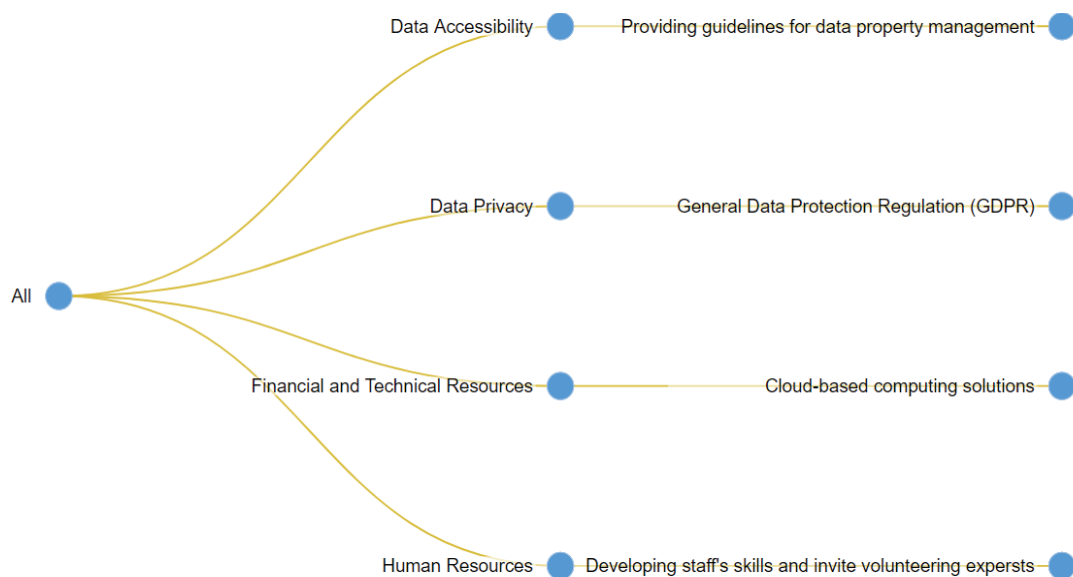 Data Accessibility
Providing guidelines for data property management
Data Privacy
General Data Protection Regulation (GDPR)
All
Financial and Technical Resources
Cloud-based computing solutions
Human Resources
Developing staff's skills and invite volunteering expersts